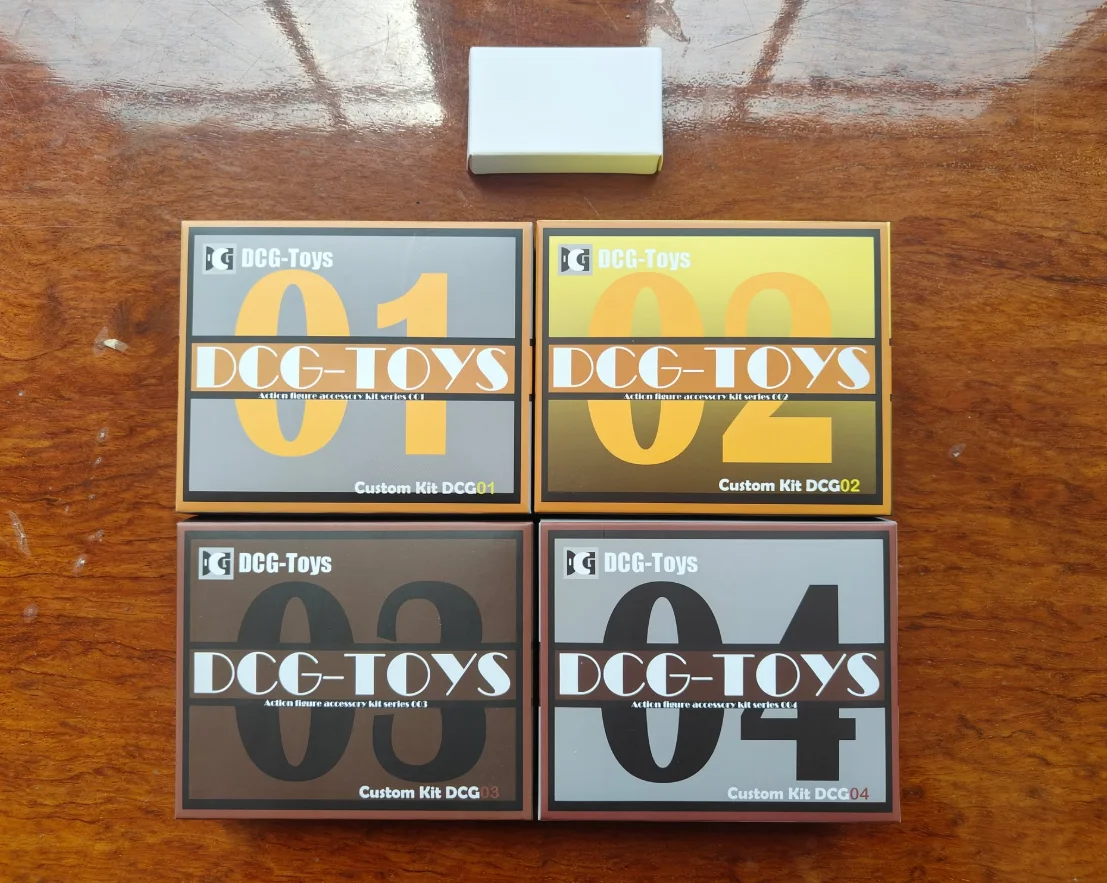 DCG-Toys
01
DCG-TOYS
Action figure accessory Kit series 001
Custom Kit DCG01
DCG-Toys
02
DCG-TOYS
Action figure accessory Kit series 002
Custom Kit DCG02
DCG-Toys
03
DCG-TOYS
Action figure accessory Kit series 003
Custom Kit DCG03
DCG-Toys
04
DCG-TOYS
Action figure accessory Kit series 004
Custom Kit DCG04